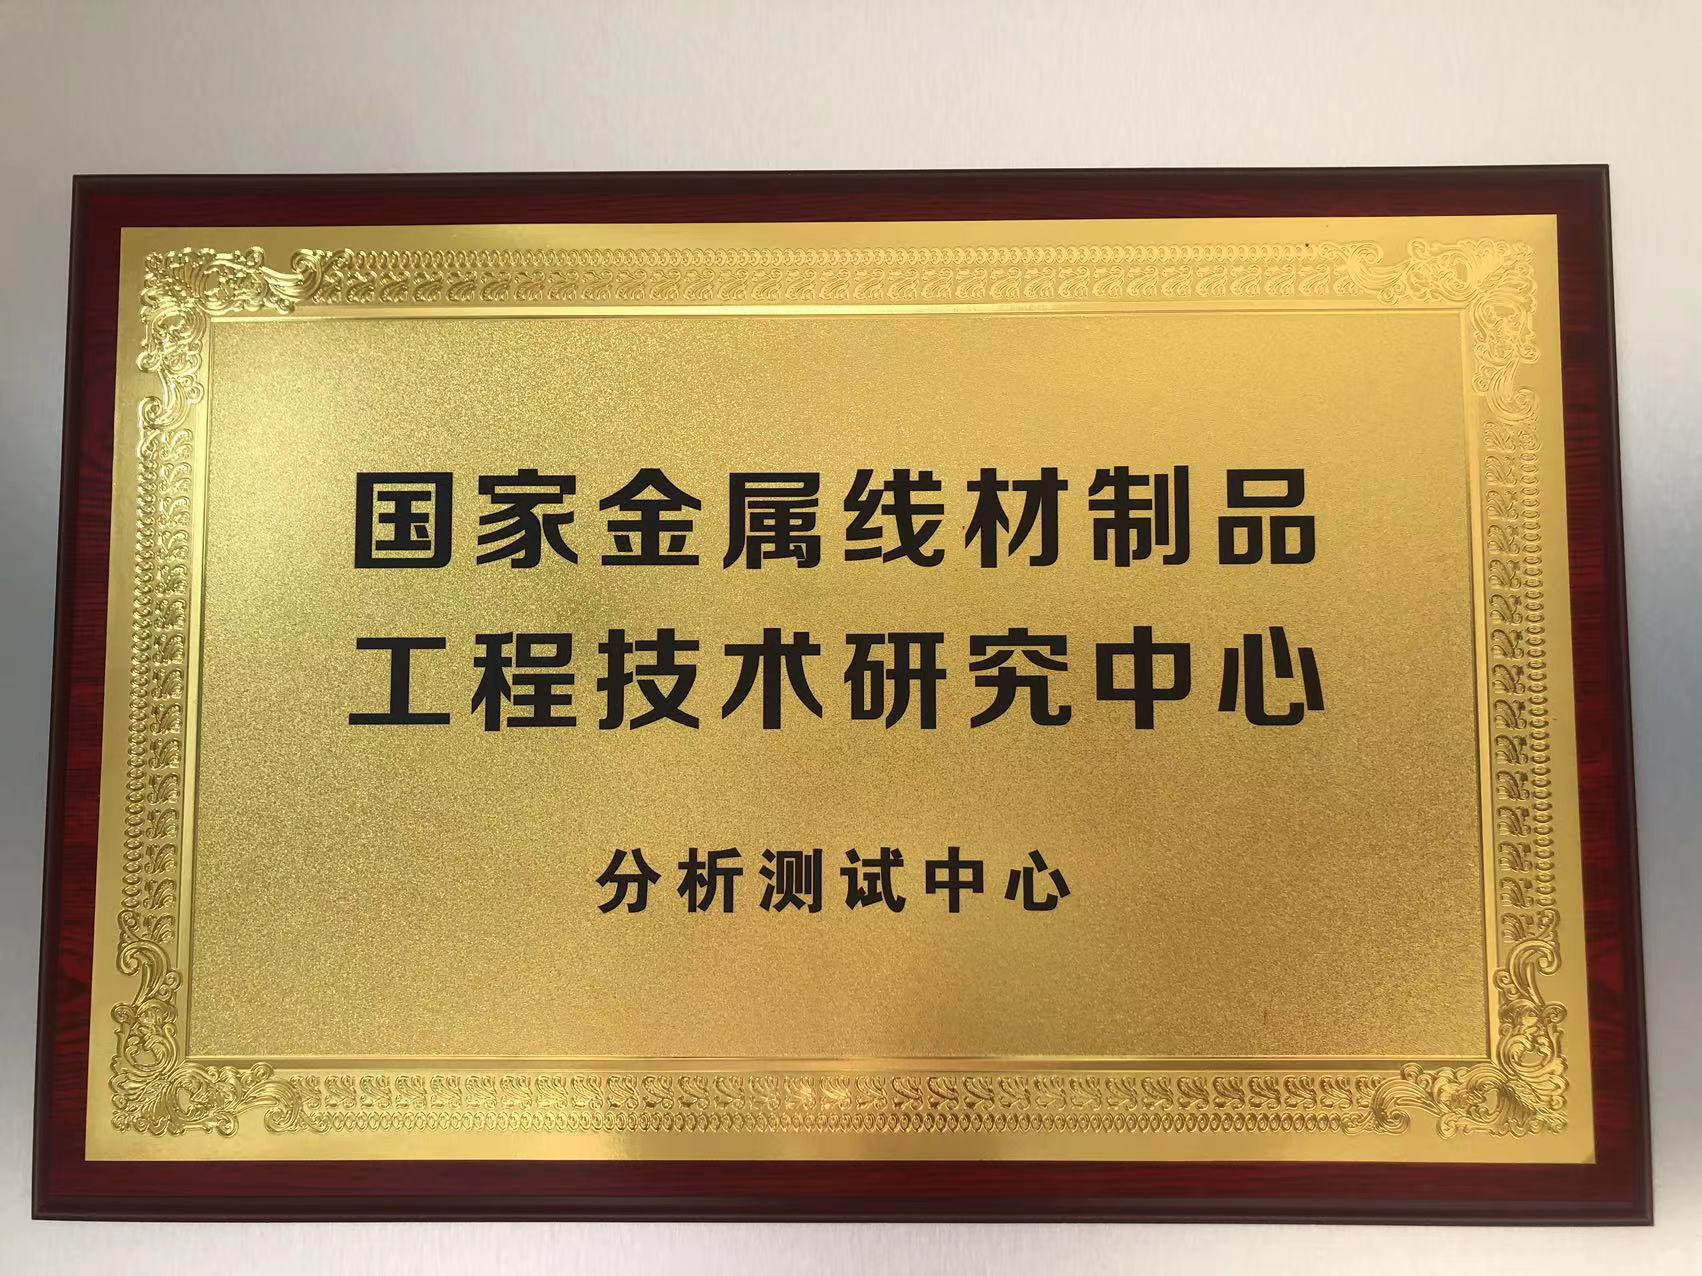 国家金属线材制品
工程技术研究中心
分析测试中心